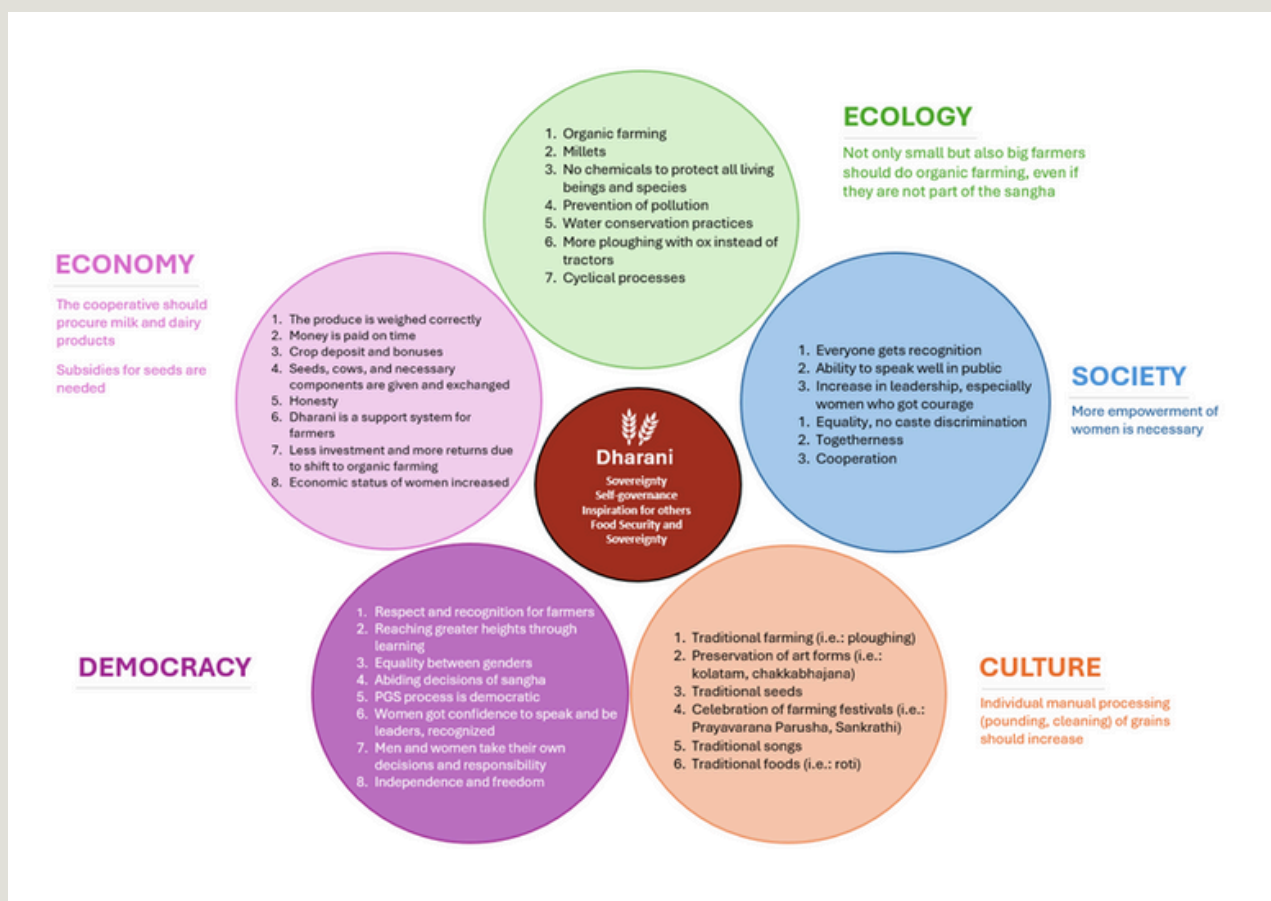 ECOLOGY
Not only small but also big farmers
should do organic farming, even if
they are not part of the sangha
1. Organic farming
2. Millets
3. No chemicals to protect all living
beings and species
4. Prevention of pollution
5. Water conservation practices
6. More ploughing with ox instead of
tractors
7. Cyclical processes
ECONOMY
The cooperative should
procure milk and dairy
products
Subsidies for seeds are
needed
1. The produce is weighed correctly
2. Money is paid on time
3. Crop deposit and bonuses
4. Seeds, cows, and necessary
components are given and exchanged
5. Honesty
6. Dharani is a support system for
farmers
7. Less investment and more returns due
to shift to organic farming
8. Economic status of women increased
Dharani
Sovereignty
Self-governance
Inspiration for others
Food Security and
Sovereignty
1. Everyone gets recognition
2. Ability to speak well in public
3. Increase in leadership, especially
women who got courage
1. Equality, no caste discrimination
2. Togetherness
3. Cooperation
SOCIETY
More empowerment of
women is necessary
DEMOCRACY
1. Respect and recognition for farmers
2. Reaching greater heights through
learning
3. Equality between genders
4. Abiding decisions of sangha
5. PGS process is democratic
6. Women got confidence to speak and be
leaders, recognized
7. Men and women take their own
decisions and responsibility
8. Independence and freedom
1. Traditional farming (i.e.: ploughing)
2. Preservation of art forms (i.e.:
kolatam, chakkabhajana)
3. Traditional seeds
4. Celebration of farming festivals (i.e.:
Prayavarana Parusha, Sankrathi)
5. Traditional songs
6. Traditional foods (i.e.: roti)
CULTURE
Individual manual processing
(pounding, cleaning) of grains
should increase